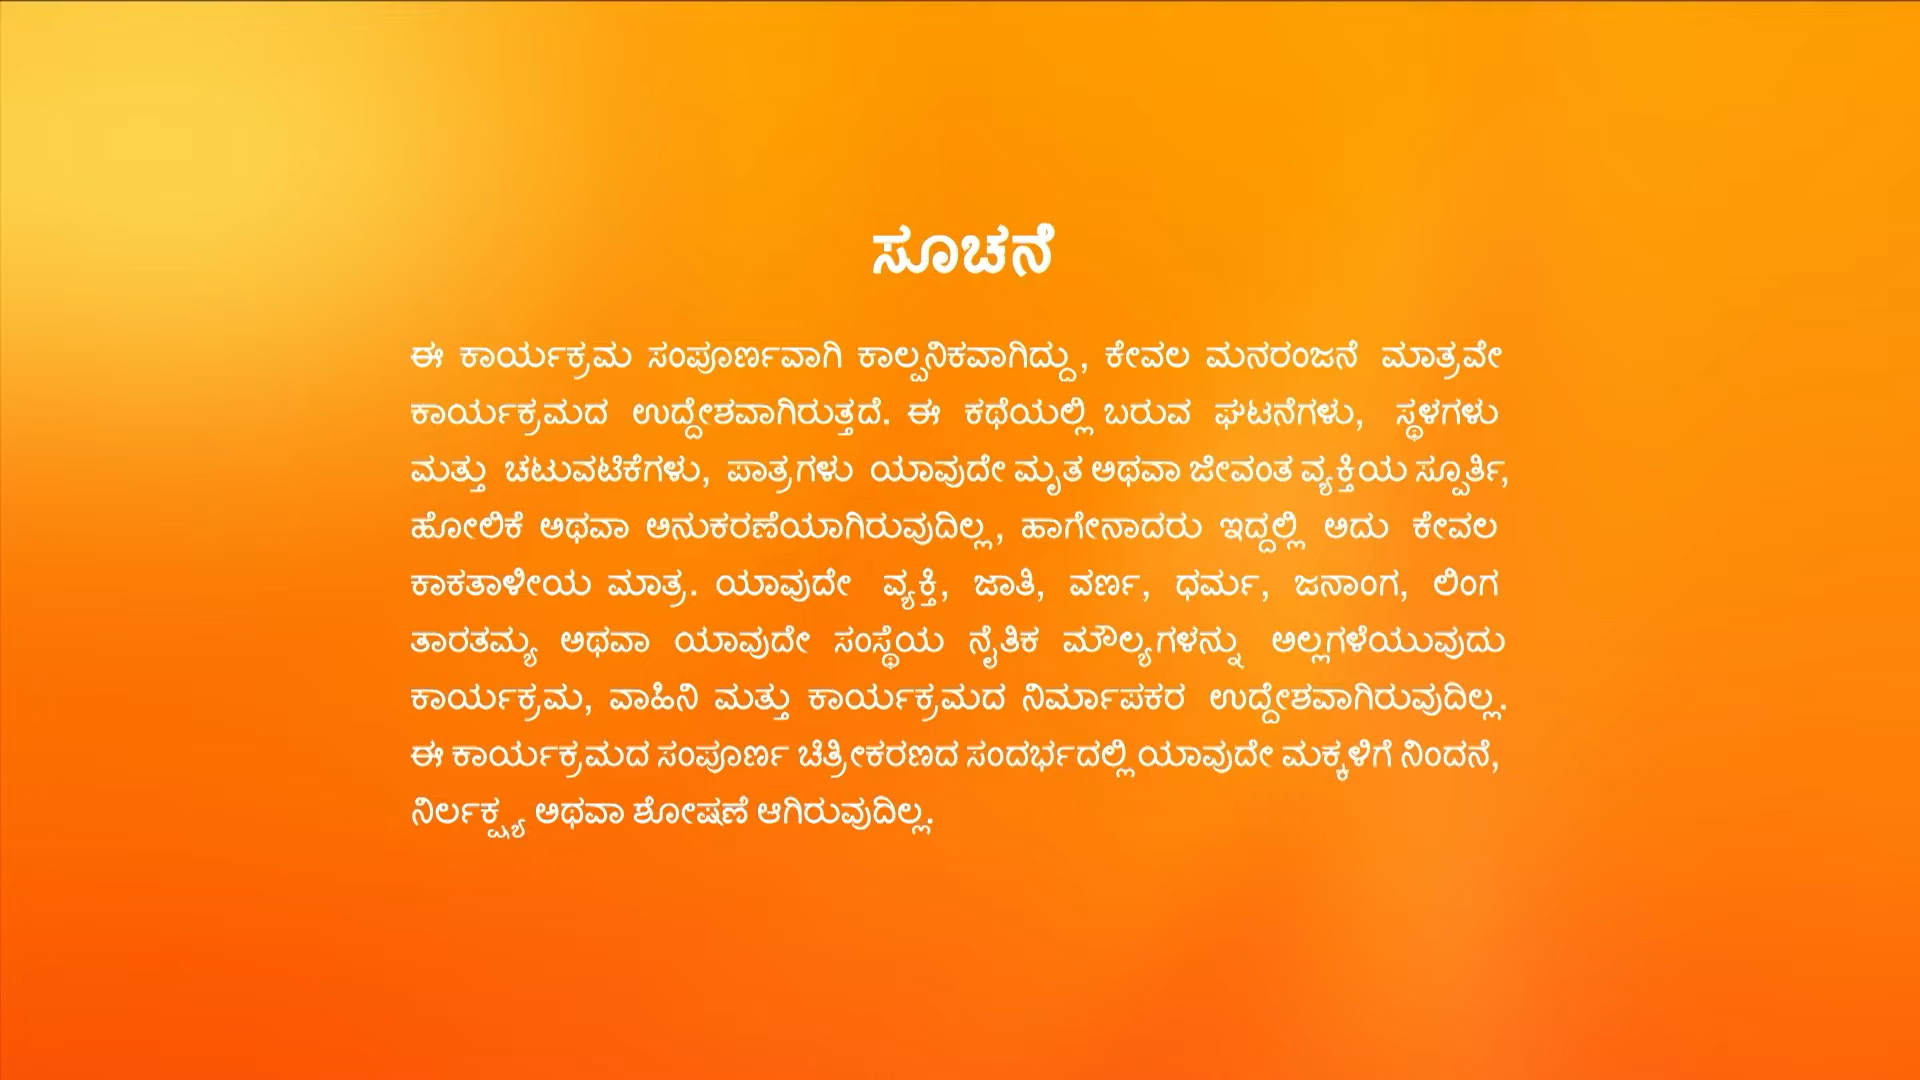 ಸೂಚನೆ
ಈ ಕಾರ್ಯಕ್ರಮ ಸಂಪೂರ್ಣವಾಗಿ ಕಾಲ್ಪನಿಕವಾಗಿದ್ದು, ಕೇವಲ ಮನರಂಜನೆ ಮಾತ್ರವೇ
ಕಾರ್ಯಕ್ರಮದ ಉದ್ದೇಶವಾಗಿರುತ್ತದೆ. ಈ ಕಥೆಯಲ್ಲಿ ಬರುವ ಘಟನೆಗಳು, ಸ್ಥಳಗಳು
ಮತ್ತು ಚಟುವಟಿಕೆಗಳು, ಪಾತ್ರಗಳು ಯಾವುದೇ ಮೃತ ಅಥವಾ ಜೀವಂತ ವ್ಯಕ್ತಿಯ ಸ್ಪೂರ್ತಿ,
ಹೋಲಿಕೆ ಅಥವಾ ಅನುಕರಣೆಯಾಗಿರುವುದಿಲ್ಲ, ಹಾಗೇನಾದರು ಇದ್ದಲ್ಲಿ ಅದು ಕೇವಲ
ಕಾಕತಾಳೀಯ ಮಾತ್ರ. ಯಾವುದೇ ವ್ಯಕ್ತಿ, ಜಾತಿ, ವರ್ಣ, ಧರ್ಮ, ಜನಾಂಗ, ಲಿಂಗ
ತಾರತಮ್ಯ ಅಥವಾ ಯಾವುದೇ ಸಂಸ್ಥೆಯ ನೈತಿಕ ಮೌಲ್ಯಗಳನ್ನು ಅಲ್ಲಗಳೆಯುವುದು
ಕಾರ್ಯಕ್ರಮ, ವಾಹಿನಿ ಮತ್ತು ಕಾರ್ಯಕ್ರಮದ ನಿರ್ಮಾಪಕರ ಉದ್ದೇಶವಾಗಿರುವುದಿಲ್ಲ.
ಈ ಕಾರ್ಯಕ್ರಮದ ಸಂಪೂರ್ಣ ಚಿತ್ರೀಕರಣದ ಸಂದರ್ಭದಲ್ಲಿ ಯಾವುದೇ ಮಕ್ಕಳಿಗೆ ನಿಂದನೆ,
ನಿರ್ಲಕ್ಷ್ಯ ಅಥವಾ ಶೋಷಣೆ ಆಗಿರುವುದಿಲ್ಲ.